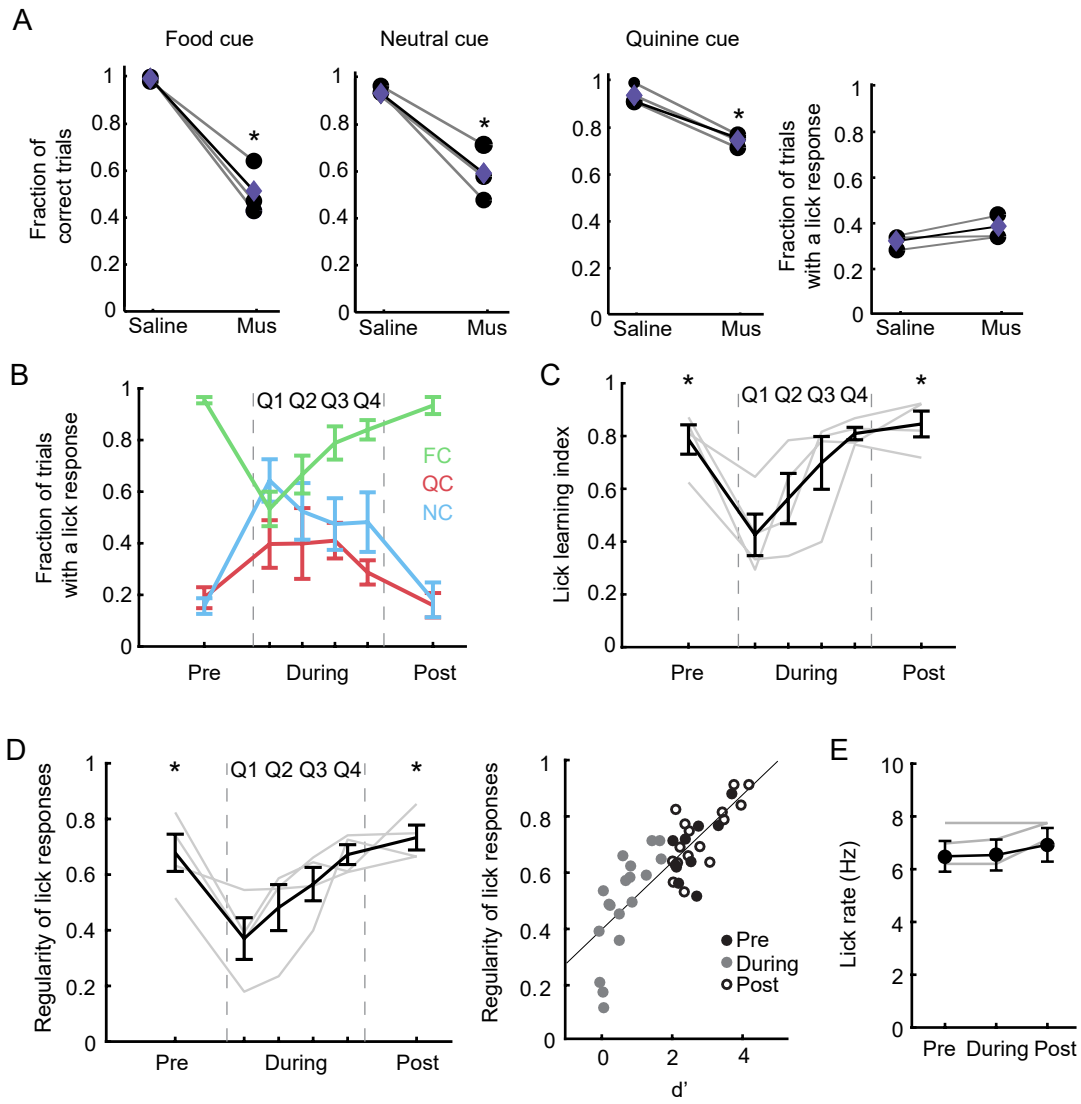 A
Food cue
Neutral cue
Quinine cue
Fraction of
correct trials
1
0.8
0.6
0.4
0.2
0
*
Saline
Mus
1
0.8
0.6
0.4
0.2
0
*
Saline
Mus
1
0.8
0.6
0.4
0.2
0
*
Saline
Mus
Fraction of trials
with a lick response
1
0.8
0.6
0.4
0.2
0
Saline
Mus
B
Fraction of trials
with a lick response
1
0.8
0.6
0.4
0.2
0
Q1 Q2 Q3 Q4
FC
QC
NC
Pre
During
Post
C
Lick learning index
1
0.8
0.6
0.4
0.2
0
*
Q1 Q2 Q3 Q4
*
Pre
During
Post
D
Regularity of lick responses
1
0.8
0.6
0.4
0.2
0
*
Q1 Q2 Q3 Q4
*
Pre
During
Post
Regularity of lick responses
1
0.8
0.6
0.4
0.2
0
Pre
During
Post
0
2
4
d'
E
Lick rate (Hz)
10
8
6
4
2
0
Pre During Post